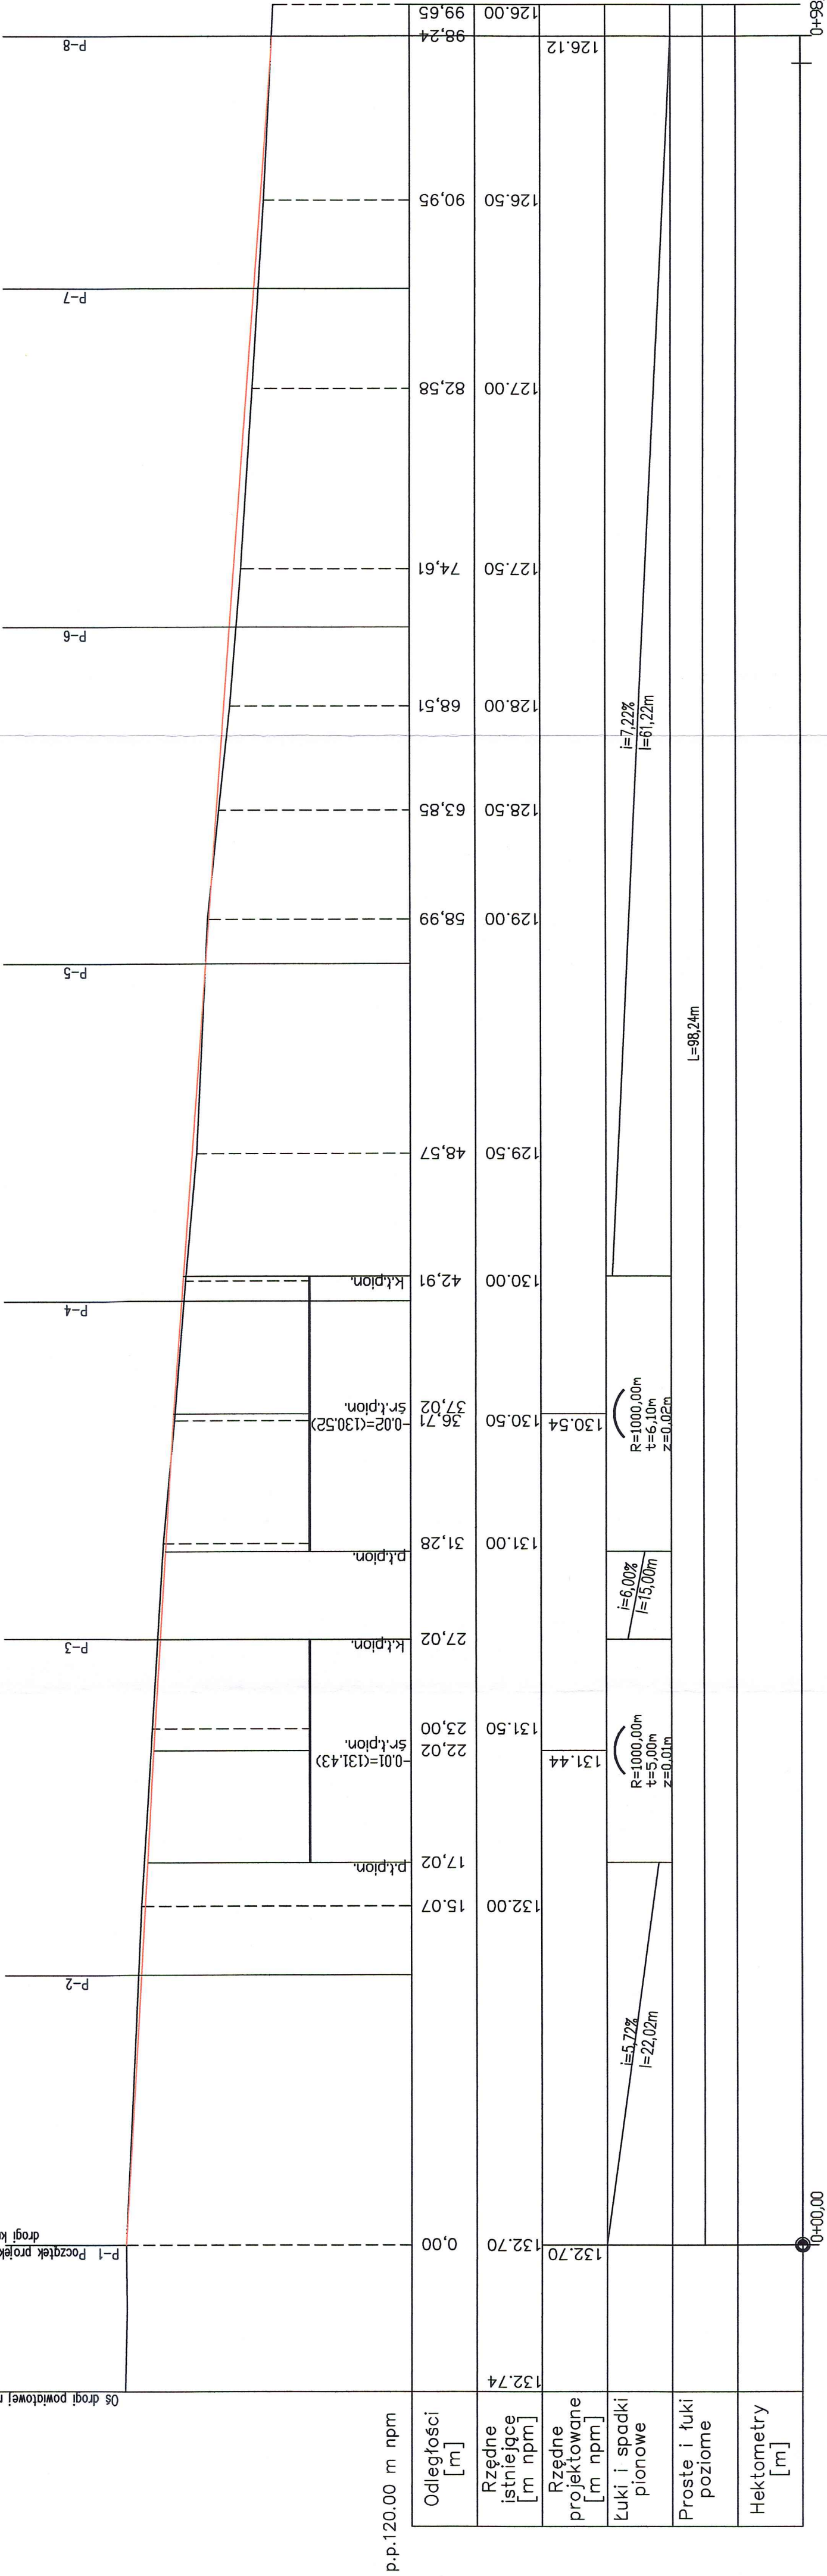 Oś drogi powiatowej
P-1 Początek
drogi
P-2
P-3
P-4
P-5
P-6
P-7
P-8
p.ł.pion.
śr.ł.pion.
-0.01=(131.43)
k.ł.pion.
p.ł.pion.
śr.ł.pion.
-0.02=(130.52)
k.ł.pion.
p.p.120.00 m npm
Odległości
[m]
0,00
15.07
17,02
22,02
23,00
27,02
31,28
36,71
37,02
42,91
48,57
58,99
63,85
68,51
74,61
82,58
90,95
98,24
99,65
Rzędne
istniejące
[m npm]
132.74
132.70
132.00
131.50
131.00
130.50
130.00
129.50
129.00
128.50
128.00
127.50
127.00
126.50
126.00
Rzędne
projektowane
[m npm]
132.70
131.44
130.54
126.12
Łuki i spadki
pionowe
i=5,72%
l=22,02m
R=1000,00m
t=5,00m
z=0,01m
i=6,00%
l=15,00m
R=1000,00m
t=6,10m
z=0,02m
i=7,22%
l=61,22m
Proste i łuki
poziome
L=98,24m
Hektometry
[m]
0+00,00
0+98